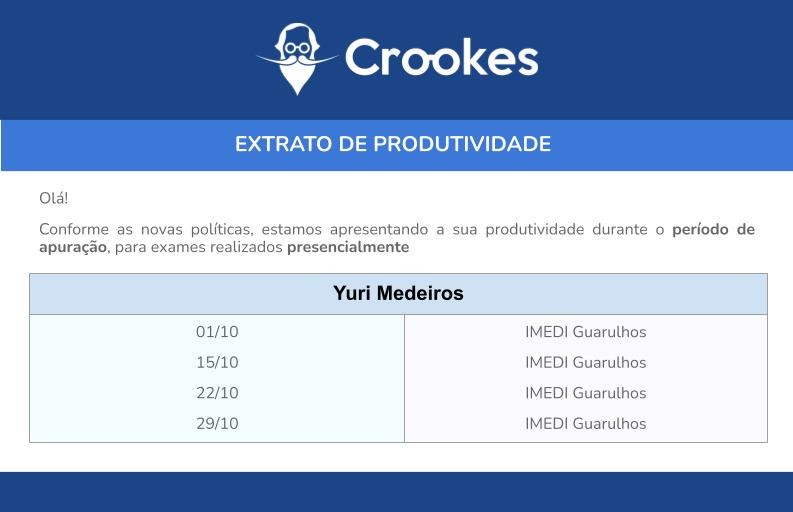 Crookes
EXTRATO DE PRODUTIVIDADE
Olá!
Conforme as novas políticas, estamos apresentando a sua produtividade durante o período de
apuração, para exames realizados presencialmente
Yuri Medeiros
01/10 IMEDI Guarulhos
15/10 IMEDI Guarulhos
22/10 IMEDI Guarulhos
29/10 IMEDI Guarulhos